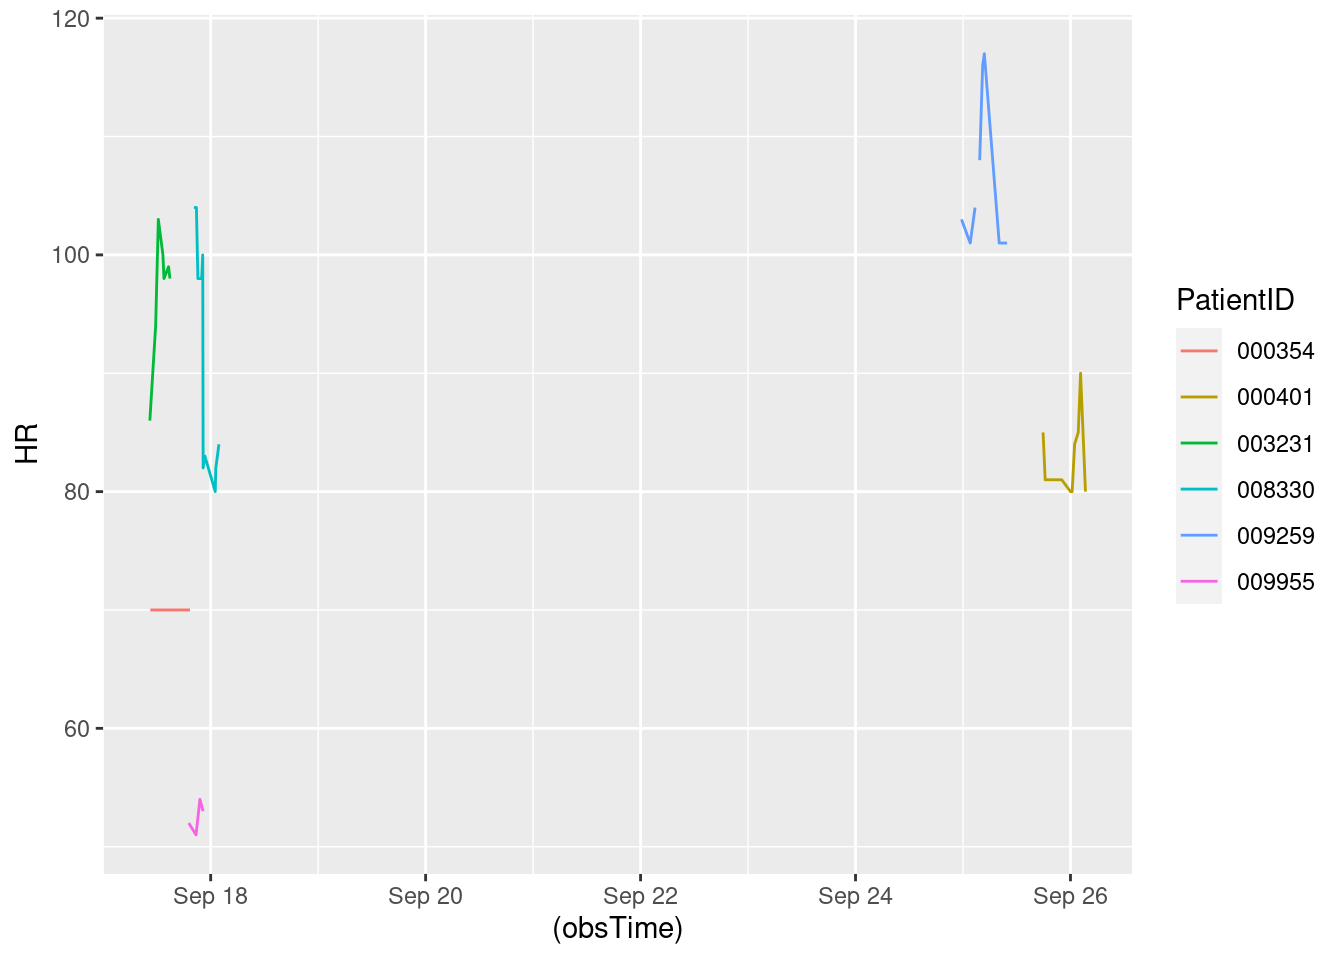 120
100
80
60
HR
Sep 18
Sep 20
Sep 22
Sep 24
Sep 26
(obsTime)
PatientID
000354
000401
003231
008330
009259
009955